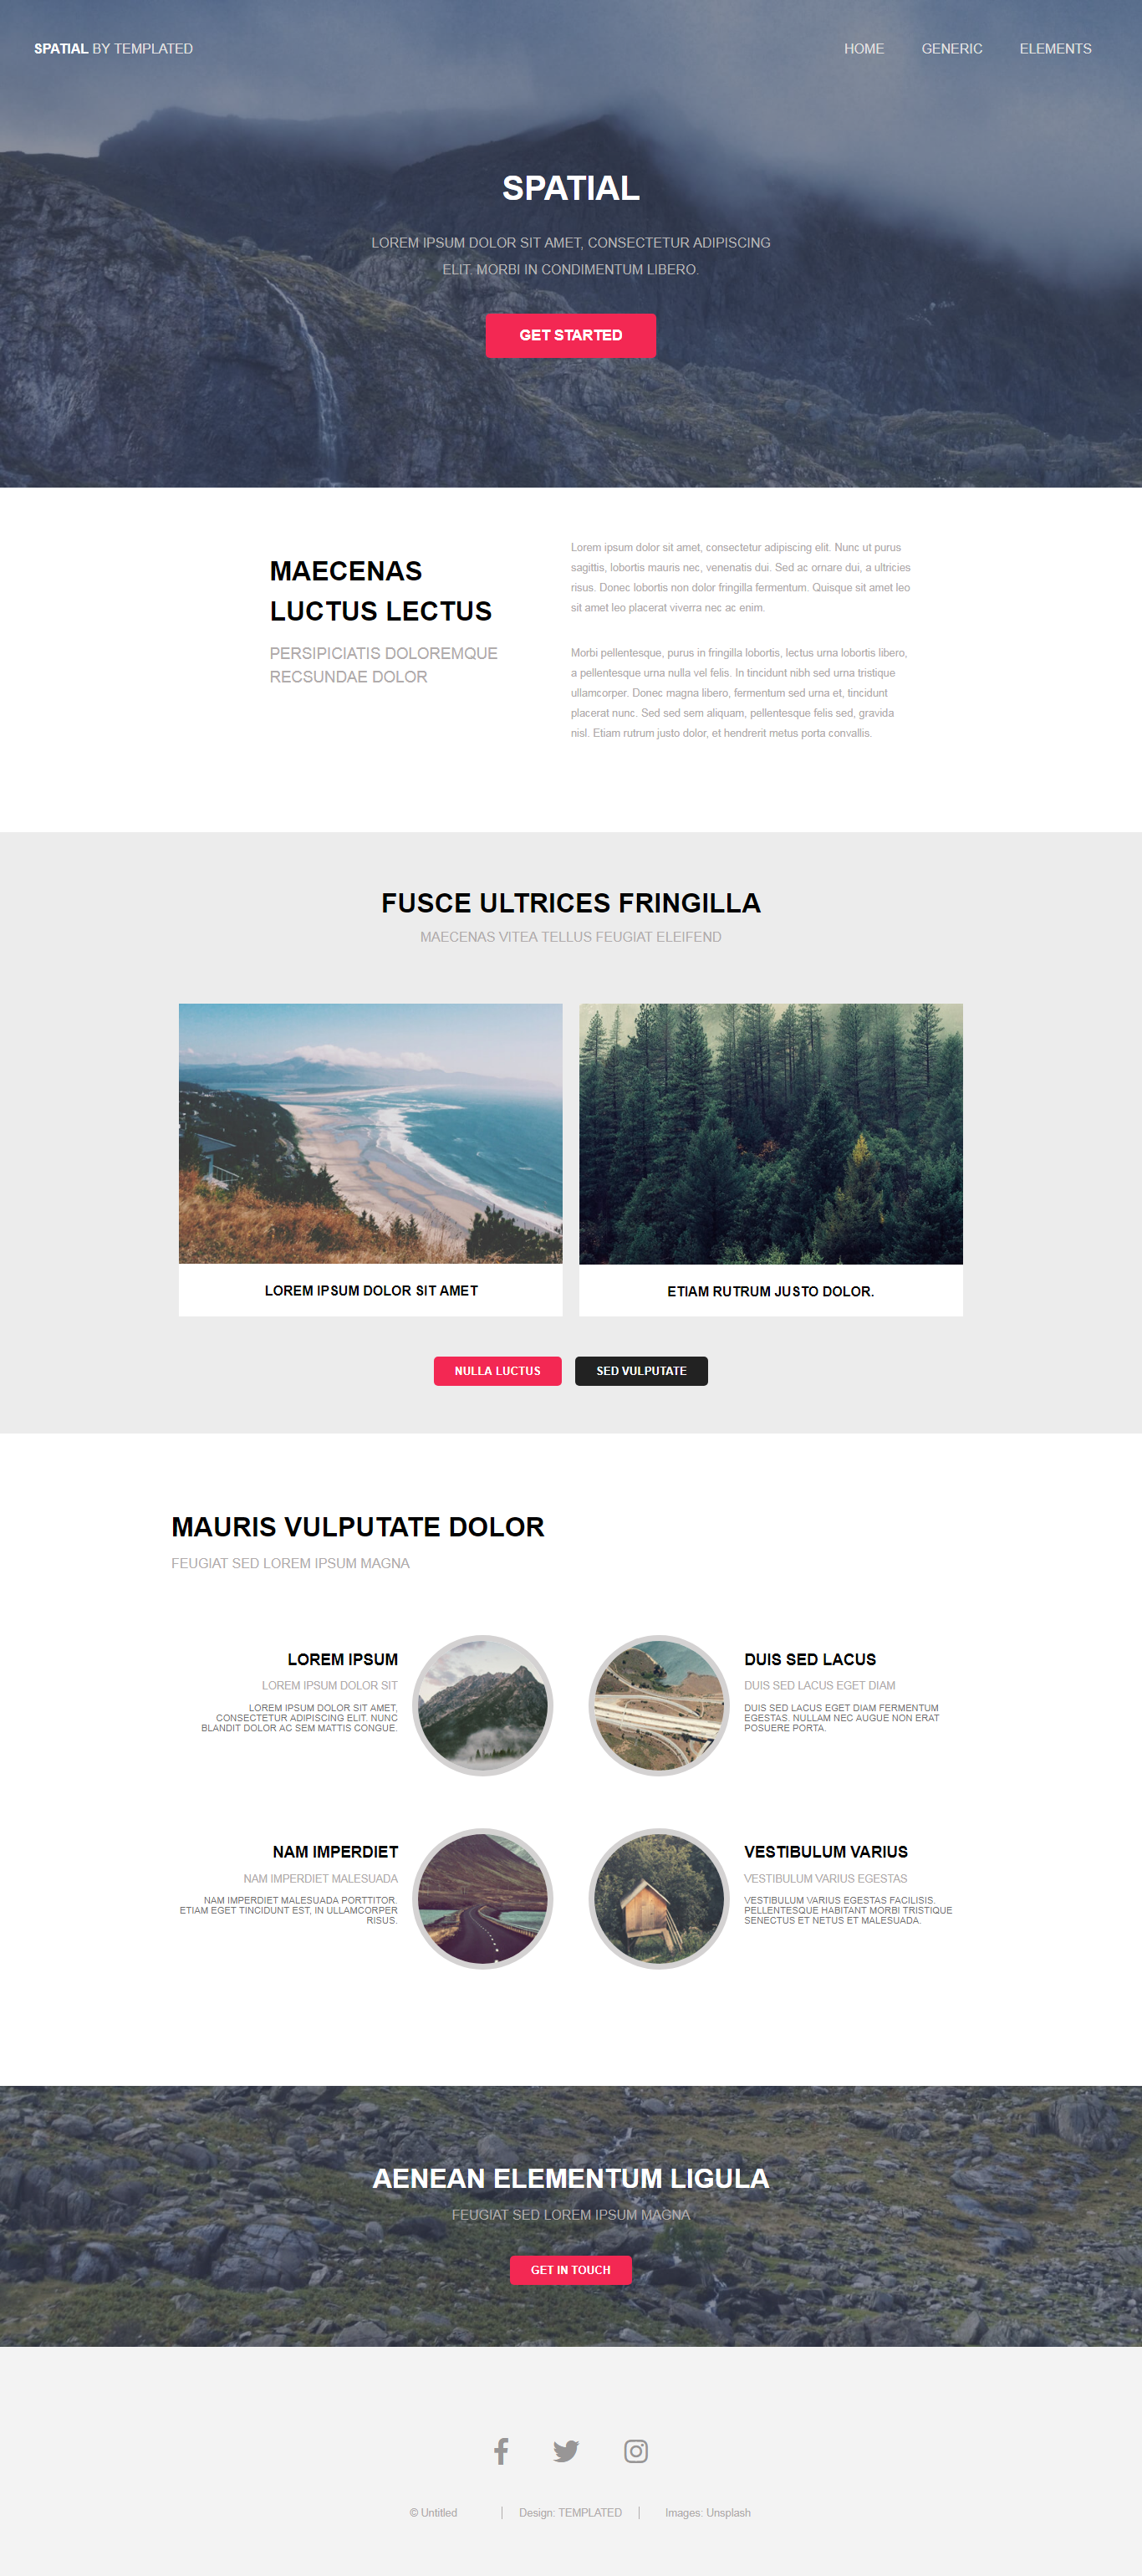 SPATIAL BY TEMPLATED
HOME
GENERIC
ELEMENTS
SPATIAL
LOREM IPSUM DOLOR SIT AMET, CONSECTETUR ADIPISCING
ELIT. MORBI IN CONDIMENTUM LIBERO.
GET STARTED
MAECENAS
LUCTUS LECTUS
PERSIPICIATIS DOLOREMQUE
RECSUNDAE DOLOR
Lorem ipsum dolor sit amet, consectetur adipiscing elit. Nunc ut purus
sagittis, lobortis mauris nec, venenatis dui. Sed ac ornare dui, a ultricies
risus. Donec lobortis non dolor fringilla fermentum. Quisque sit amet leo
sit amet leo placerat viverra nec ac enim.
Morbi pellentesque, purus in fringilla lobortis, lectus urna lobortis libero,
a pellentesque urna nulla vel felis. In tincidunt nibh sed urna tristique
ullamcorper. Donec magna libero, fermentum sed urna et, tincidunt
placerat nunc. Sed sed sem aliquam, pellentesque felis sed, gravida
nisl. Etiam rutrum justo dolor, et hendrerit metus porta convallis.
FUSCE ULTRICES FRINGILLA
MAECENAS VITEA TELLUS FEUGIAT ELEIFEND
LOREM IPSUM DOLOR SIT AMET
ETIAM RUTRUM JUSTO DOLOR.
NULLA LUCTUS
SED VULPUTATE
MAURIS VULPUTATE DOLOR
FEUGIAT SED LOREM IPSUM MAGNA
LOREM IPSUM
LOREM IPSUM DOLOR SIT
LOREM IPSUM DOLOR SIT AMET,
CONSECTETUR ADIPISCING ELIT. NUNC
BLANDIT DOLOR AC SEM MATTIS CONGUE.
DUIS SED LACUS
DUIS SED LACUS EGET DIAM
DUIS SED LACUS EGET DIAM FERMENTUM
EGESTAS. NULLAM NEC AUGUE NON ERAT
POSUERE PORTA.
NAM IMPERDIET
NAM IMPERDIET MALESUADA
NAM IMPERDIET MALESUADA PORTTITOR.
ETIAM EGET TINCIDUNT EST, IN ULLAMCORPER
RISUS.
VESTIBULUM VARIUS
VESTIBULUM VARIUS EGESTAS
VESTIBULUM VARIUS EGESTAS FACILISIS.
PELLENTESQUE HABITANT MORBI TRISTIQUE
SENECTUS ET NETUS ET MALESUADA.
AENEAN ELEMENTUM LIGULA
FEUGIAT SED LOREM IPSUM MAGNA
GET IN TOUCH
© Untitled
Design: TEMPLATED
Images: Unsplash